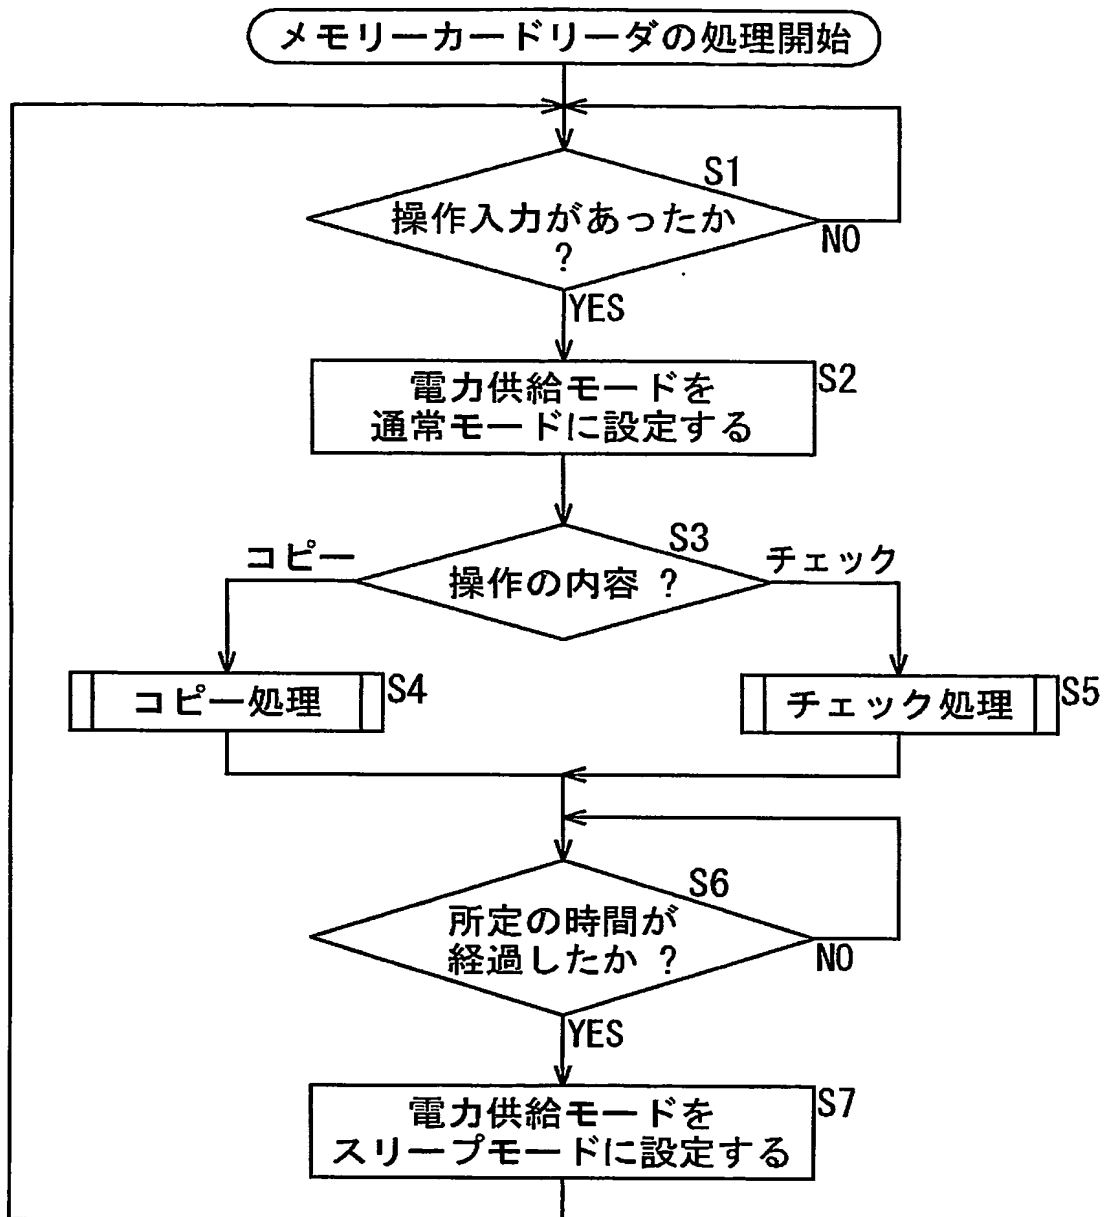 メモリーカードリーダの処理開始
S1
操作入力があったか
?
NO
YES
電力供給モードを
通常モードに設定する
S2
S3
コピー
操作の内容 ?
チェック
コピー処理
S4
チェック処理
S5
S6
所定の時間が
経過したか ?
NO
YES
電力供給モードを
スリープモードに設定する
S7